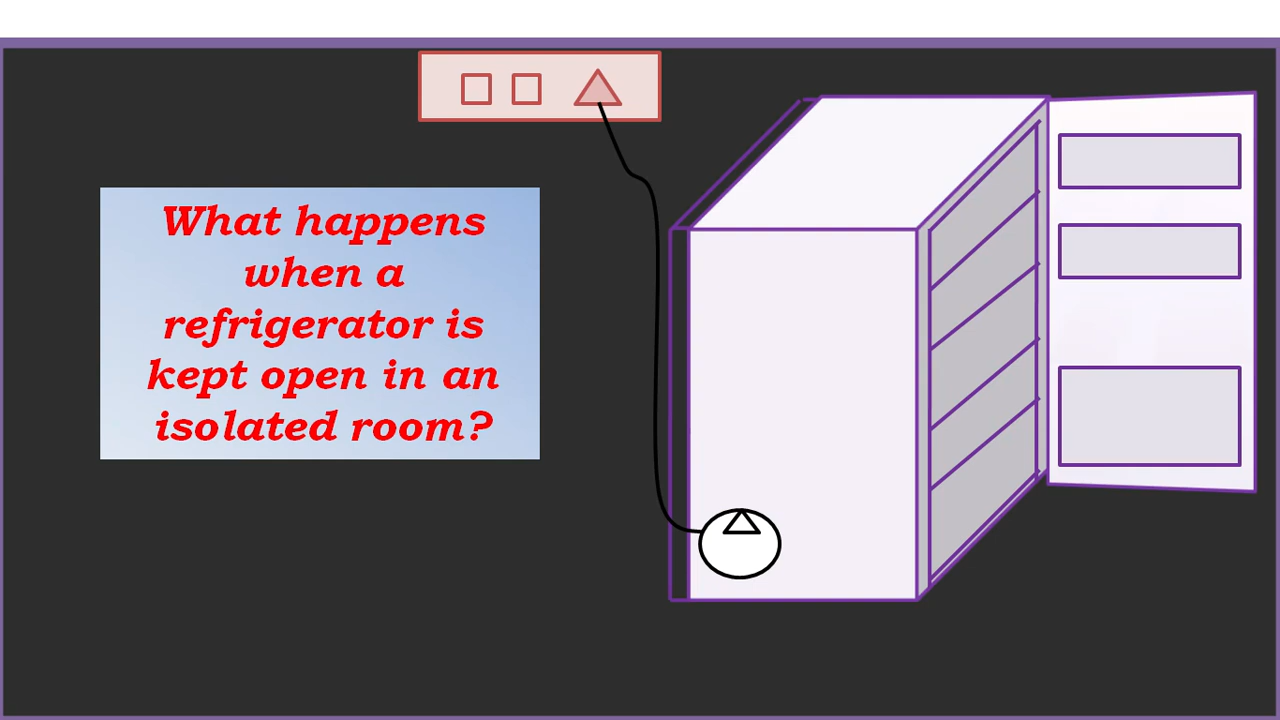 What happens
when a
refrigerator is
kept open in an
isolated room?